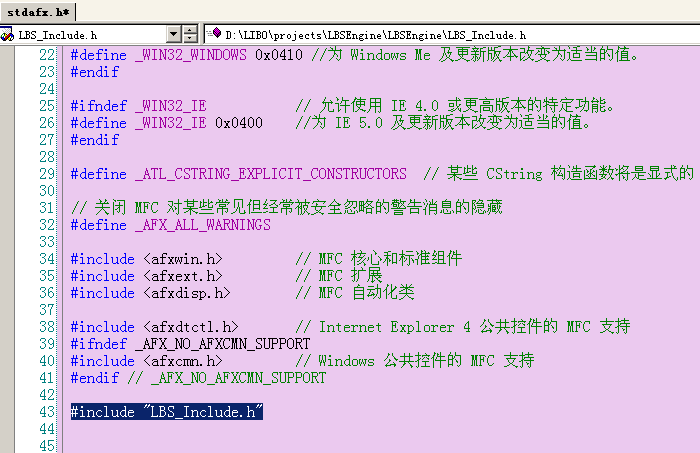 stdafx.h*
LBS_Include.h D:\LIBO\projects\LBSEngine\LBSEngine\LBS_Include.h
22 #define _WIN32_WINDOWS 0x0410 //为 Windows Me 及更新版本改变为适当的值。
23 #endif
24
25 #ifndef _WIN32_IE // 允许使用 IE 4.0 或更高版本的特定功能。
26 #define _WIN32_IE 0x0400 //为 IE 5.0 及更新版本改变为适当的值。
27 #endif
28
29 #define _ATL_CSTRING_EXPLICIT_CONSTRUCTORS // 某些 CString 构造函数将是显式的
30
31 // 关闭 MFC 对某些常见但经常被安全忽略的警告消息的隐藏
32 #define _AFX_ALL_WARNINGS
33
34 #include <afxwin.h> // MFC 核心和标准组件
35 #include <afxext.h> // MFC 扩展
36 #include <afxdisp.h> // MFC 自动化类
37
38 #include <afxdtctl.h> // Internet Explorer 4 公共控件的 MFC 支持
39 #ifndef _AFX_NO_AFXCMN_SUPPORT
40 #include <afxcmn.h> // Windows 公共控件的 MFC 支持
41 #endif // _AFX_NO_AFXCMN_SUPPORT
42
43 #include "LBS_Include.h"
44
45